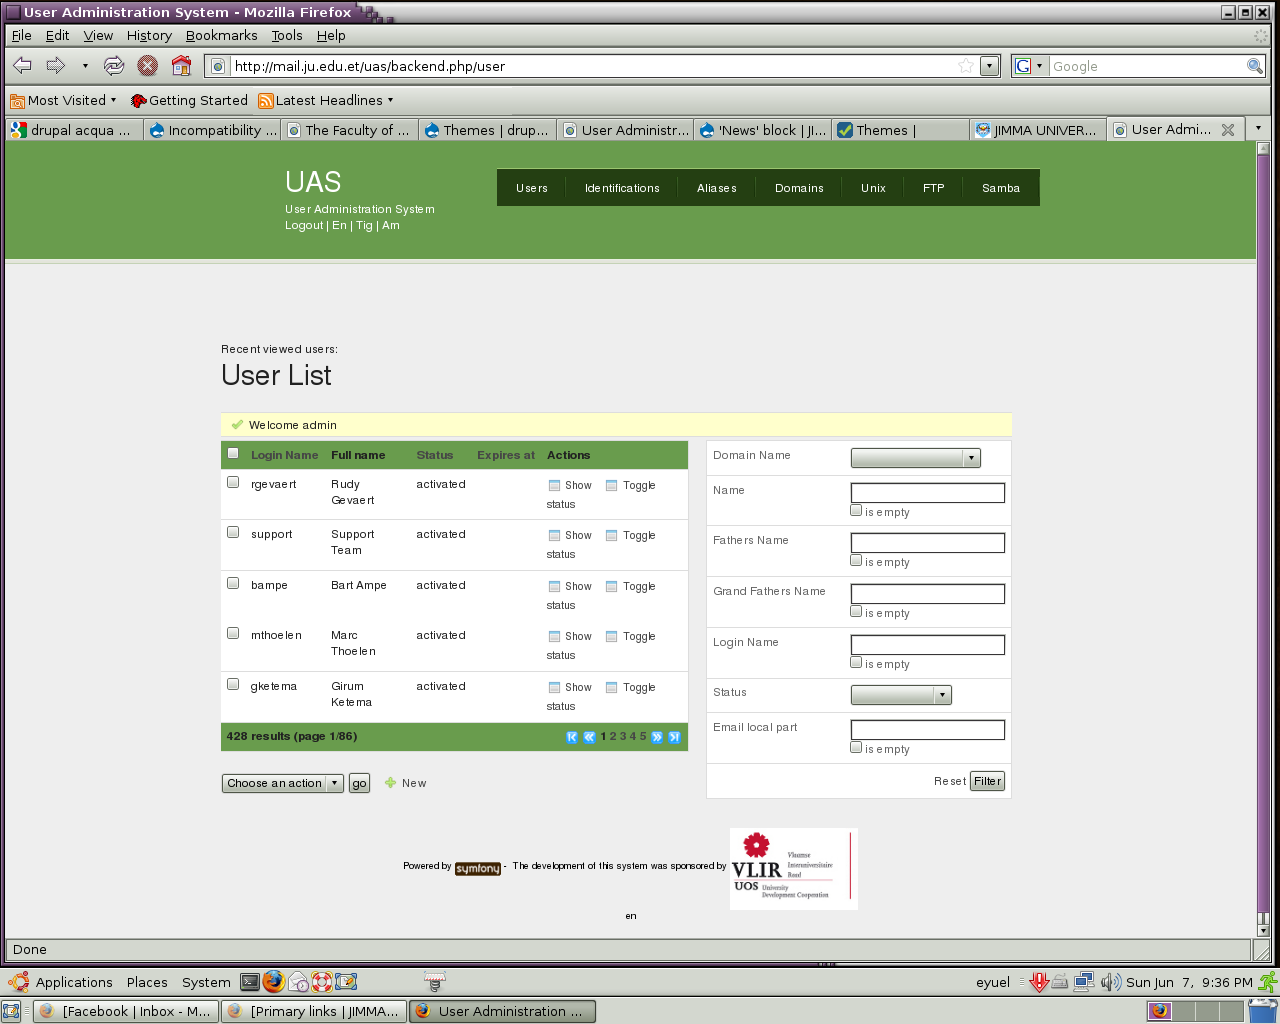 User Administration System - Mozilla Firefox
File Edit View History Bookmarks Tools Help
http://mail.ju.edu.et/uas/backend.php/user
G Google
Most Visited Getting Started Latest Headlines
drupal acqua ... Incompatibility ... The Faculty of ... Themes | drup... User Administr... 'News' block | JI... Themes | JIMMA UNIVER... User Admi...
UAS
User Administration System
Logout | En | Tig | Am
Users Identifications Aliases Domains Unix FTP Samba
Recent viewed users:
User List
Welcome admin
Login Name Full name Status Expires at Actions
rgevaert Rudy Gevaert activated Show Toggle status
support Support Team activated Show Toggle status
bampe Bart Ampe activated Show Toggle status
mthoelen Marc Thoelen activated Show Toggle status
gketema Girum Ketema activated Show Toggle status
428 results (page 1/86) 1 2 3 4 5
Choose an action go New
Domain Name
Name
is empty
Fathers Name
is empty
Grand Fathers Name
is empty
Login Name
is empty
Status
Email local part
is empty
Reset Filter
Powered by symfony - The development of this system was sponsored by
VLIR
UOS
Vlaamse
Interuniversitaire
Raad
University
Development Cooperation
en
Done
Applications Places System eyuel Sun Jun 7, 9:36 PM
[Facebook | Inbox - M... [Primary links | JIMMA... User Administration ...